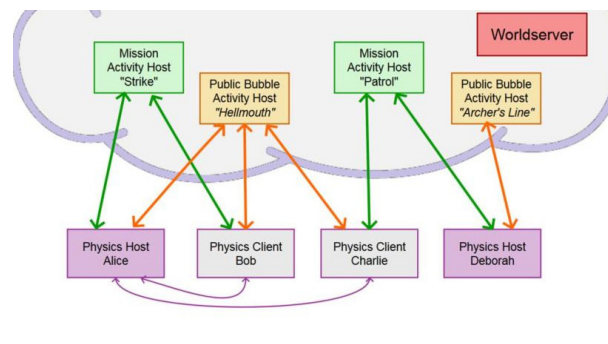 Worldserver
Mission
Activity Host
"Strike"
Public Bubble
Activity Host
"Hellmouth"
Mission
Activity Host
"Patrol"
Public Bubble
Activity Host
"Archer's Line"
Physics Host
Alice
Physics Client
Bob
Physics Client
Charlie
Physics Host
Deborah